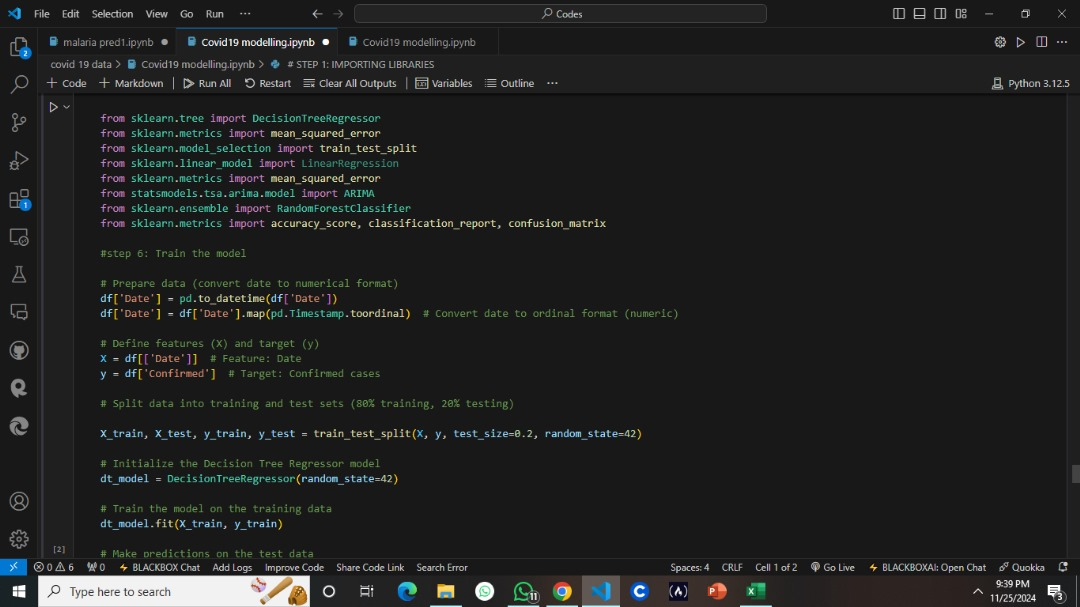 File Edit Selection View Go Run ··· Codes
malaria pred1.ipynb Covid19 modelling.ipynb Covid19 modelling.ipynb
covid 19 data > Covid19 modelling.ipynb > # STEP 1: IMPORTING LIBRARIES
+ Code + Markdown | Run All Restart Clear All Outputs | Variables Outline ··· Python 3.12.5
from sklearn.tree import DecisionTreeRegressor
from sklearn.metrics import mean_squared_error
from sklearn.model_selection import train_test_split
from sklearn.linear_model import LinearRegression
from sklearn.metrics import mean_squared_error
from statsmodels.tsa.arima.model import ARIMA
from sklearn.ensemble import RandomForestClassifier
from sklearn.metrics import accuracy_score, classification_report, confusion_matrix
#step 6: Train the model
# Prepare data (convert date to numerical format)
df['Date'] = pd.to_datetime(df['Date'])
df['Date'] = df['Date'].map(pd.Timestamp.toordinal)  # Convert date to ordinal format (numeric)
# Define features (X) and target (y)
X = df[['Date']]  # Feature: Date
y = df['Confirmed']  # Target: Confirmed cases
# Split data into training and test sets (80% training, 20% testing)
X_train, X_test, y_train, y_test = train_test_split(X, y, test_size=0.2, random_state=42)
# Initialize the Decision Tree Regressor model
dt_model = DecisionTreeRegressor(random_state=42)
# Train the model on the training data
dt_model.fit(X_train, y_train)
[2]
# Make predictions on the test data
0 6 0 BLACKBOX Chat Add Logs Improve Code Share Code Link Search Error Spaces: 4 CRLF Cell 1 of 2 Go Live BLACKBOXAI: Open Chat Quokka
Type here to search
11
9:39 PM
11/25/2024
3
2
1